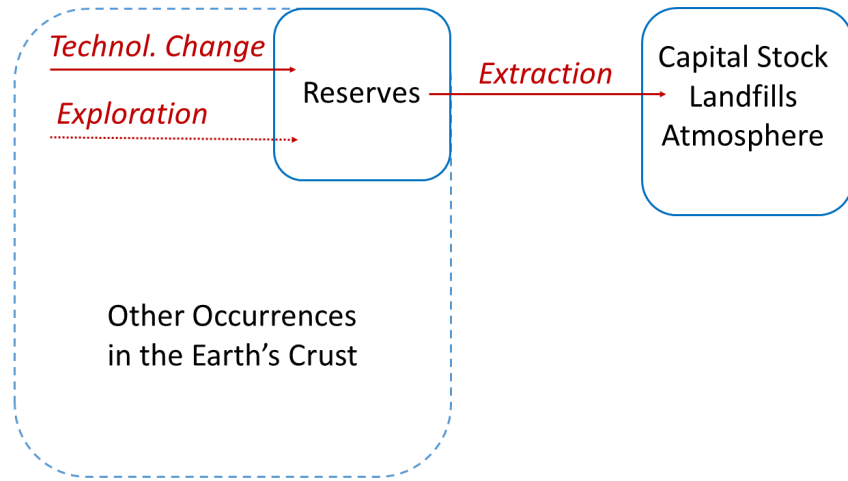 Technol. Change
Exploration
Reserves
Extraction
Capital Stock
Landfills
Atmosphere
Other Occurrences
in the Earth’s Crust